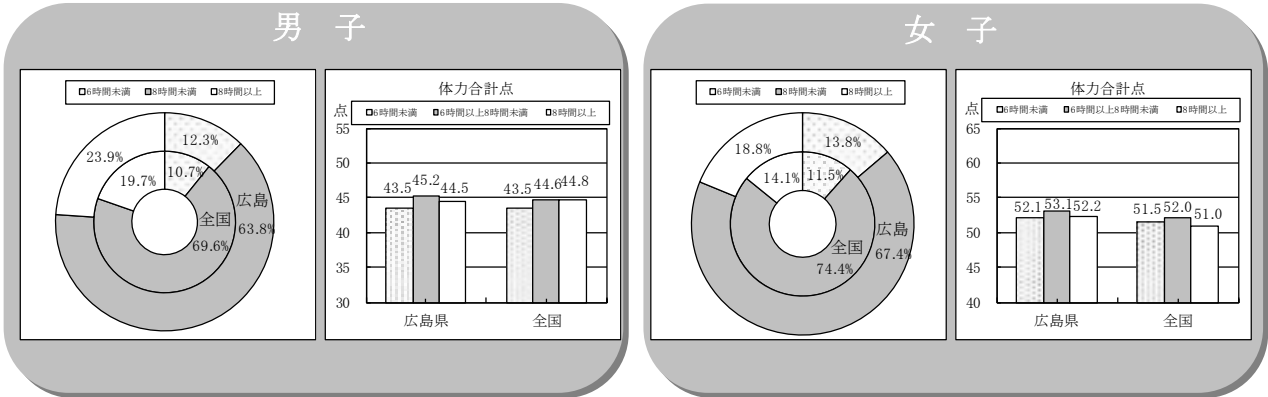 男 子
□6時間未満 ■8時間未満 □8時間以上
12.3%
23.9%
10.7%
19.7%
広島
63.8%
全国
69.6%
体力合計点
点
□6時間未満 ■6時間以上8時間未満 □8時間以上
55
50
45
40
35
30
43.5 45.2 44.5
43.5 44.6 44.8
広島県 全国
女 子
□6時間未満 ■8時間未満 □8時間以上
13.8%
18.8%
11.5%
14.1%
広島
67.4%
全国
74.4%
体力合計点
点
□6時間未満 ■6時間以上8時間未満 □8時間以上
65
60
55
50
45
40
52.1 53.1 52.2
51.5 52.0 51.0
広島県 全国